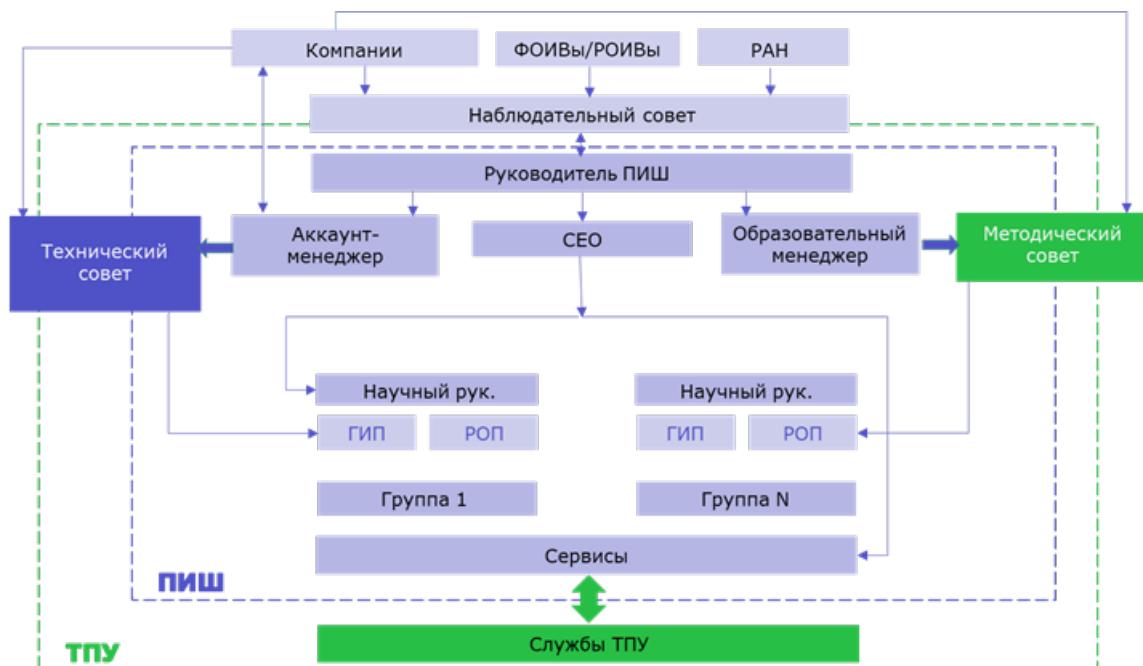 Компании
ФОИВы/РОИВы
РАН
Наблюдательный совет
Руководитель ПИШ
Технический
совет
Аккаунт-
менеджер
CEO
Образовательный
менеджер
Методический
совет
Научный рук.
Научный рук.
ГИП
РОП
ГИП
РОП
Группа 1
Группа N
Сервисы
ПИШ
Службы ТПУ
ТПУ